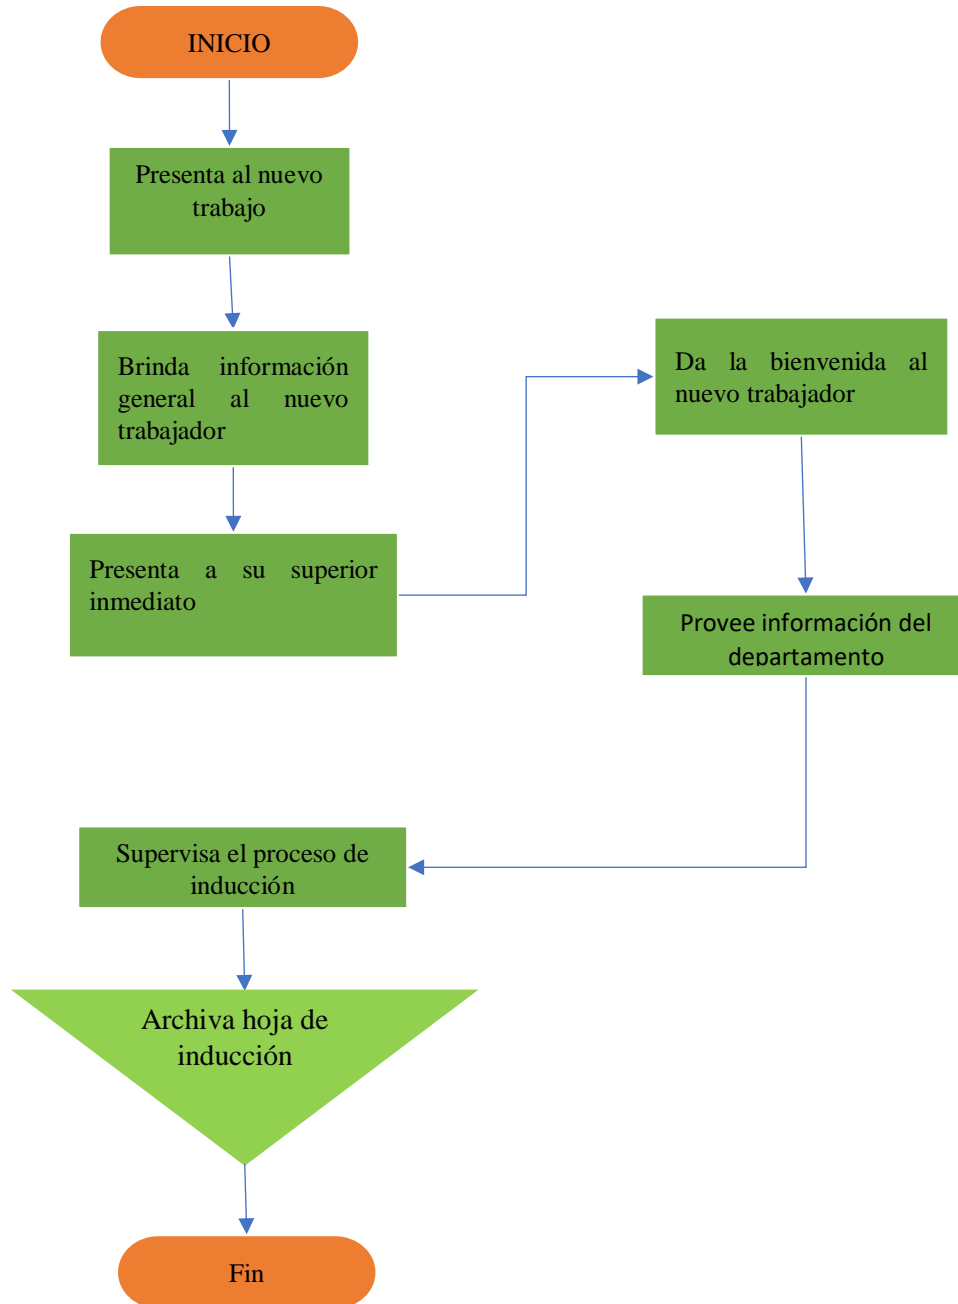 INICIO
Presenta al nuevo
trabajo
Brinda información
general al nuevo
trabajador
Presenta a su superior
inmediato
Da la bienvenida al
nuevo trabajador
Provee información del
departamento
Supervisa el proceso de
inducción
Archiva hoja de
inducción
Fin